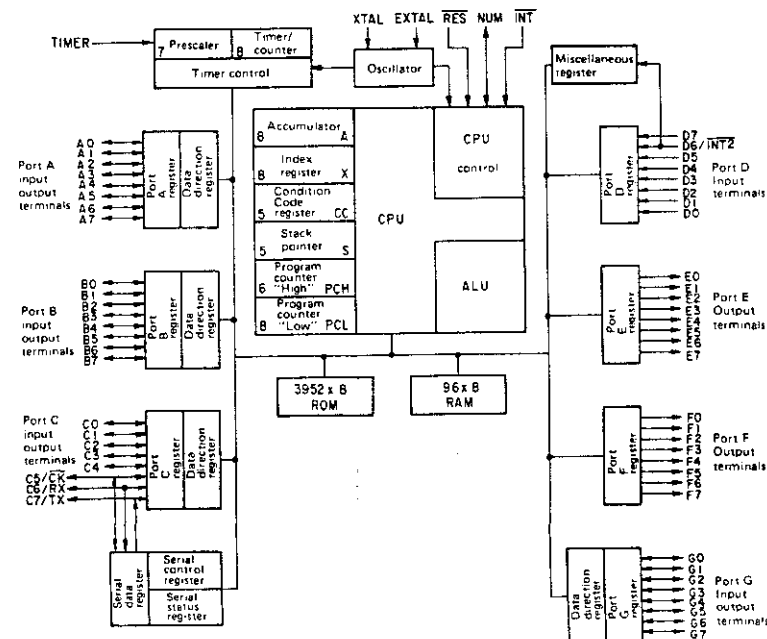 XTAL EXTAL RES NUM INT
TIMER
7 Prescaler
8 Timer/
counter
Timer control
Oscillator
Miscellaneous
register
8 Accumulator A
8 Index
register X
5 Condition
Code
register CC
5 Stack
pointer S
6 Program
counter
"High" PCH
8 Program
counter
"Low" PCL
CPU
CPU
control
ALU
Port A
input
output
terminals
A0
A1
A2
A3
A4
A5
A6
A7
Port
A
register
Data
direction
register
Port B
input
output
terminals
B0
B1
B2
B3
B4
B5
B6
B7
Port
B
register
Data
direction
register
Port C
input
output
terminals
C0
C1
C2
C3
C4
C5/CK
C6/RX
C7/TX
Port
C
register
Data
direction
register
Serial
data
register
Serial
control
register
Serial
status
register
3952 x 8
ROM
96 x 8
RAM
Port
D
register
D7
D6/INT2
D5
D4
D3
D2
D1
D0
Port D
Input
terminals
Port
E
register
E0
E1
E2
E3
E4
E5
E6
E7
Port E
Output
terminals
Port
F
register
F0
F1
F2
F3
F4
F5
F6
F7
Port F
Output
terminals
Data
direction
register
Port
G
register
G0
G1
G2
G3
G4
G5
G6
G7
Port G
Input
output
terminals